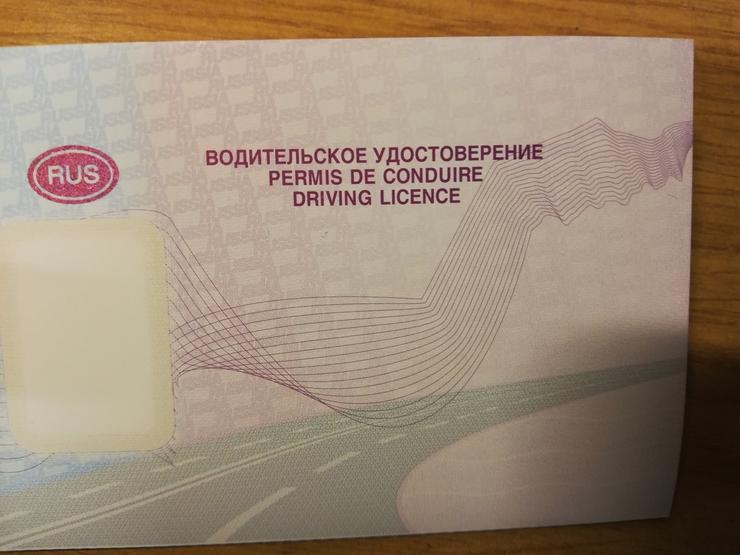 RUS
ВОДИТЕЛЬСКОЕ УДОСТОВЕРЕНИЕ
PERMIS DE CONDUIRE
DRIVING LICENCE